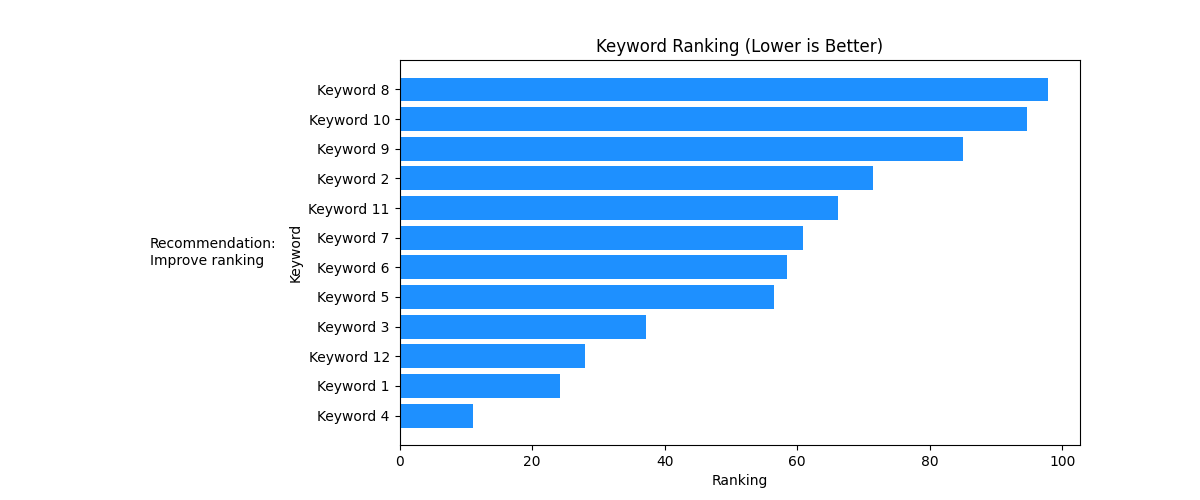 Keyword Ranking (Lower is Better)
Keyword 8
Keyword 10
Keyword 9
Keyword 2
Keyword 11
Keyword 7
Keyword 6
Keyword 5
Keyword 3
Keyword 12
Keyword 1
Keyword 4
Keyword
Recommendation:
Improve ranking
0 20 40 60 80 100
Ranking